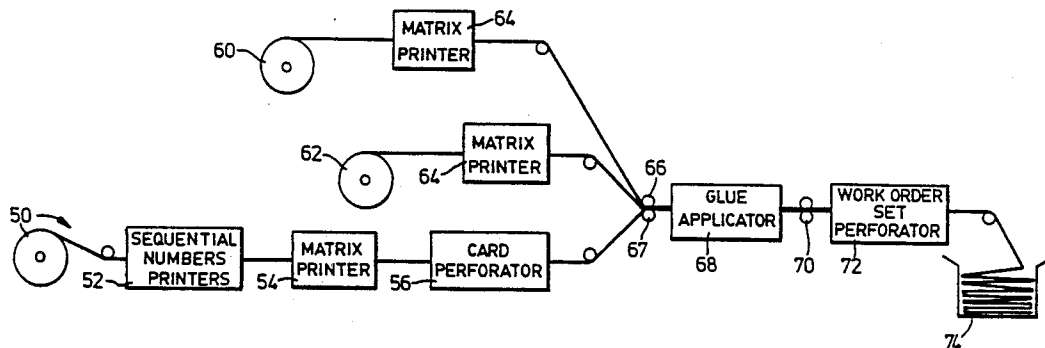 64
MATRIX
PRINTER
60
MATRIX
PRINTER
62
64
66
67
GLUE
APPLICATOR
68
70
WORK ORDER
SET
PERFORATOR
72
50
SEQUENTIAL
NUMBERS
PRINTERS
52
MATRIX
PRINTER
54
CARD
PERFORATOR
56
74